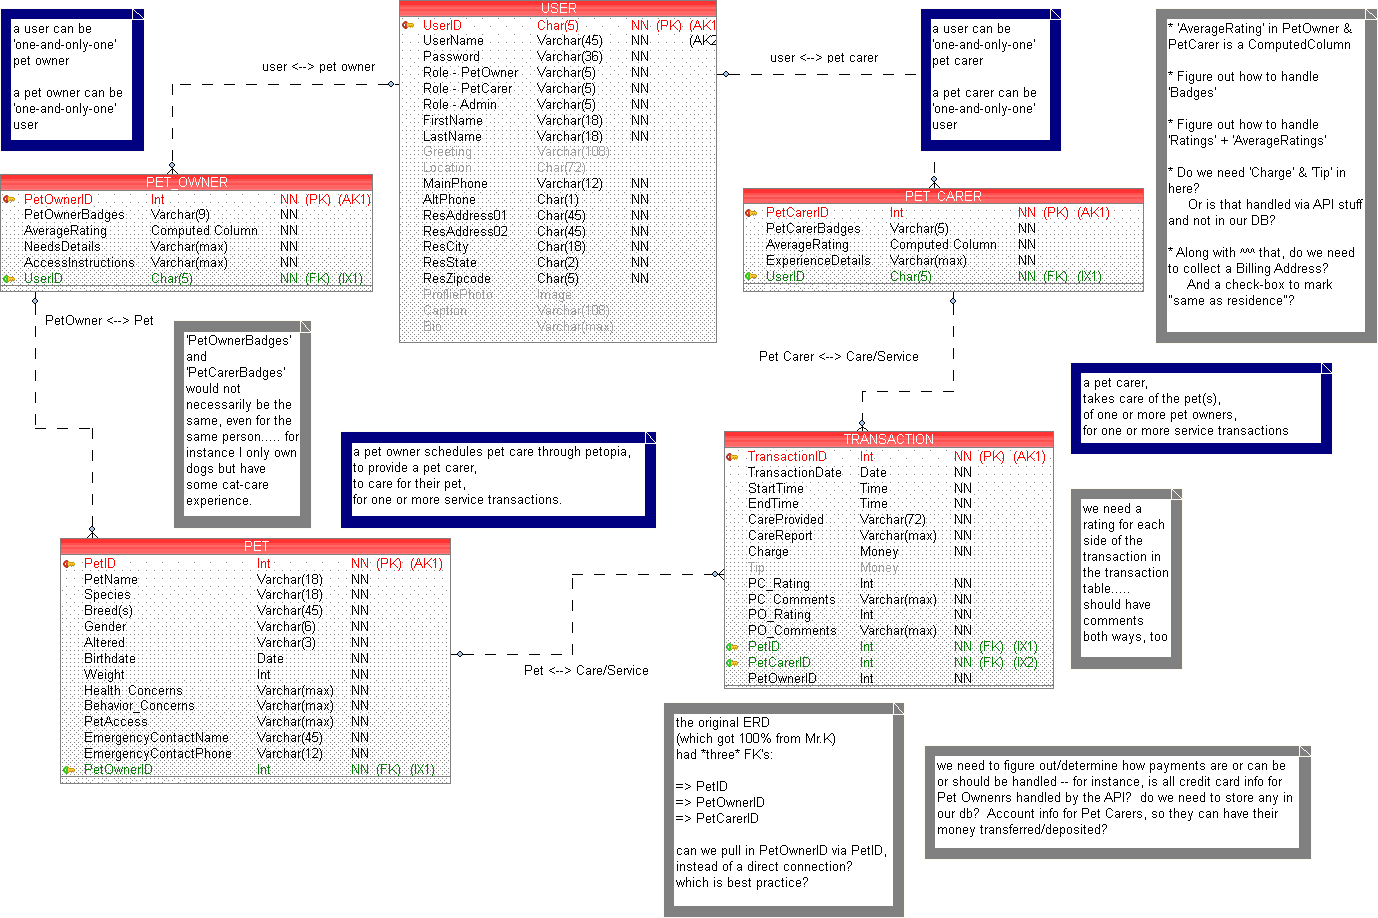 a user can be
'one-and-only-one'
pet owner
a pet owner can be
'one-and-only-one'
user
user <--> pet owner
USER
UserID Char(5) NN (PK) (AK1
UserName Varchar(45) NN (AK2
Password Varchar(36) NN
Role - PetOwner Varchar(5) NN
Role - PetCarer Varchar(5) NN
Role - Admin Varchar(5) NN
FirstName Varchar(18) NN
LastName Varchar(18) NN
Greeting Varchar(108)
Location Char(72)
MainPhone Varchar(12) NN
AltPhone Char(1) NN
ResAddress01 Char(45) NN
ResAddress02 Char(45) NN
ResCity Char(18) NN
ResState Char(2) NN
ResZipcode Char(5) NN
ProfilePhoto Image
Caption Varchar(108)
Bio Varchar(max)
user <--> pet carer
a user can be
'one-and-only-one'
pet carer
a pet carer can be
'one-and-only-one'
user
* 'AverageRating' in PetOwner &
PetCarer is a ComputedColumn
* Figure out how to handle
'Badges'
* Figure out how to handle
'Ratings' + 'AverageRatings'
* Do we need 'Charge' & 'Tip' in
here?
Or is that handled via API stuff
and not in our DB?
* Along with ^^^ that, do we need
to collect a Billing Address?
And a check-box to mark
"same as residence"?
PET_OWNER
PetOwnerID Int NN (PK) (AK1)
PetOwnerBadges Varchar(9) NN
AverageRating Computed Column NN
NeedsDetails Varchar(max) NN
AccessInstructions Varchar(max) NN
UserID Char(5) NN (FK) (IX1)
PET_CARER
PetCarerID Int NN (PK) (AK1)
PetCarerBadges Varchar(5) NN
AverageRating Computed Column NN
ExperienceDetails Varchar(max) NN
UserID Char(5) NN (FK) (IX1)
PetOwner <--> Pet
'PetOwnerBadges'
and
'PetCarerBadges'
would not
necessarily be the
same, even for the
same person..... for
instance I only own
dogs but have
some cat-care
experience.
Pet Carer <--> Care/Service
a pet carer,
takes care of the pet(s),
of one or more pet owners,
for one or more service transactions
a pet owner schedules pet care through petopia,
to provide a pet carer,
to care for their pet,
for one or more service transactions.
TRANSACTION
TransactionID Int NN (PK) (AK1)
TransactionDate Date NN
StartTime Time NN
EndTime Time NN
CareProvided Varchar(72) NN
CareReport Varchar(max) NN
Charge Money NN
Tip Money
PC_Rating Int NN
PC_Comments Varchar(max) NN
PO_Rating Int NN
PO_Comments Varchar(max) NN
PetID Int NN (FK) (IX1)
PetCarerID Int NN (FK) (IX2)
PetOwnerID Int NN
we need a
rating for each
side of the
transaction in
the transaction
table.....
should have
comments
both ways, too
PET
PetID Int NN (PK) (AK1)
PetName Varchar(18) NN
Species Varchar(18) NN
Breed(s) Varchar(45) NN
Gender Varchar(6) NN
Altered Varchar(3) NN
Birthdate Date NN
Weight Int NN
Health_Concerns Varchar(max) NN
Behavior_Concerns Varchar(max) NN
PetAccess Varchar(max) NN
EmergencyContactName Varchar(45) NN
EmergencyContactPhone Varchar(12) NN
PetOwnerID Int NN (FK) (IX1)
Pet <--> Care/Service
the original ERD
(which got 100% from Mr.K)
had *three* FK's:
=> PetID
=> PetOwnerID
=> PetCarerID
can we pull in PetOwnerID via PetID,
instead of a direct connection?
which is best practice?
we need to figure out/determine how payments are or can be
or should be handled -- for instance, is all credit card info for
Pet Ownenrs handled by the API? do we need to store any in
our db? Account info for Pet Carers, so they can have their
money transferred/deposited?